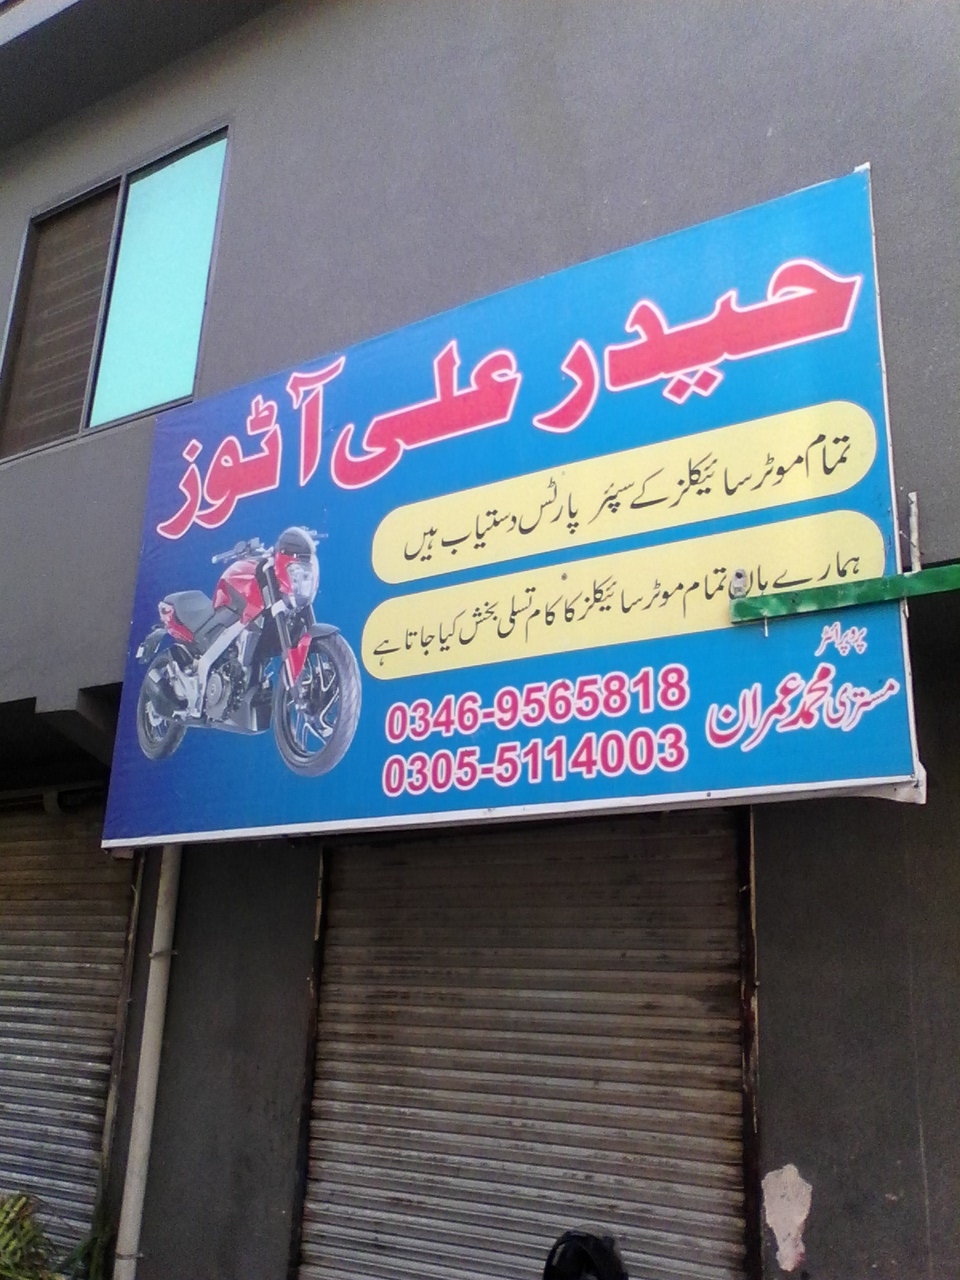 حیدر علی آٹوز
تمام موٹر سائیکلز کے سپئر پارٹس دستیاب ہیں
ہمارے ہاں تمام موٹر سائیکلز کا کام تسلی بخش کیا جاتا ہے
پروپرائٹر
مستری محمد عمران
0346-9565818
0305-5114003